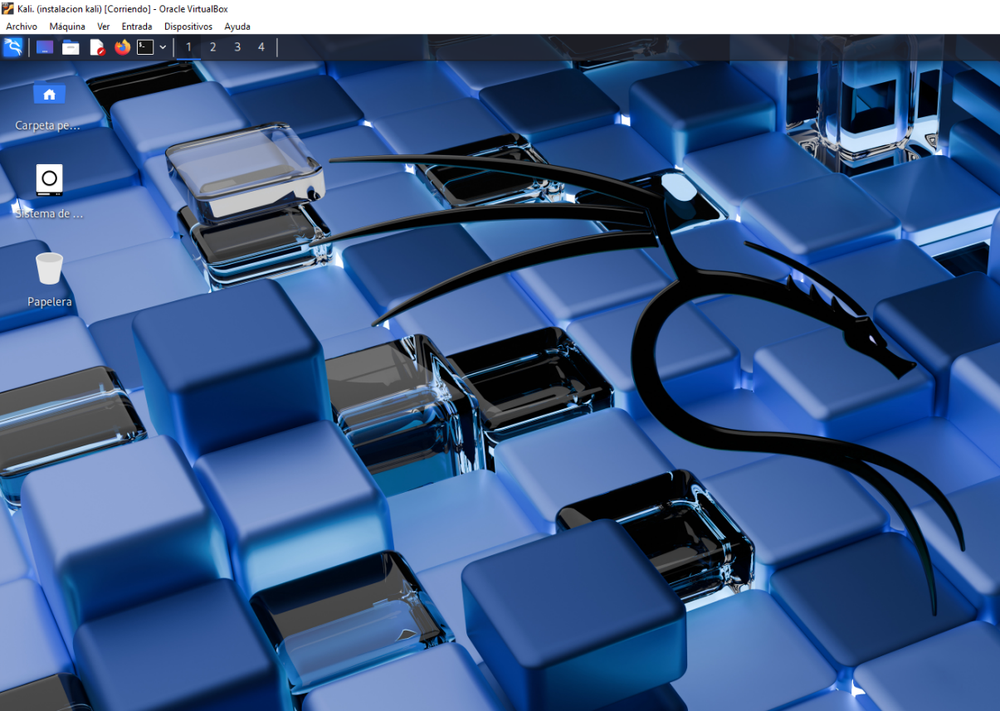 Kali. (instalacion kali) [Corriendo] - Oracle VirtualBox
Archivo Máquina Ver Entrada Dispositivos Ayuda
1 2 3 4
Carpeta pe...
Sistema de ...
Papelera